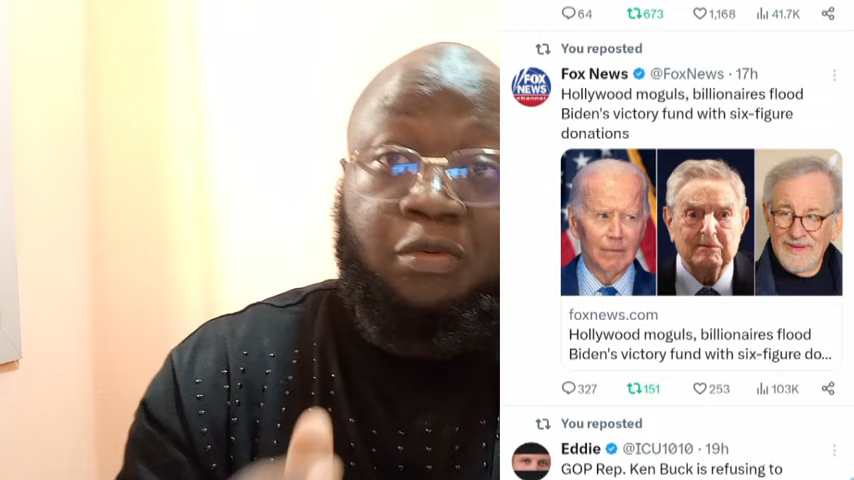 64 673 1,168 41.7K
You reposted
Fox News @FoxNews · 17h
Hollywood moguls, billionaires flood
Biden's victory fund with six-figure
donations
FOX
NEWS
channel
foxnews.com
Hollywood moguls, billionaires flood
Biden's victory fund with six-figure do...
327 151 253 103K
You reposted
Eddie @ICU1010 · 19h
GOP Rep. Ken Buck is refusing to